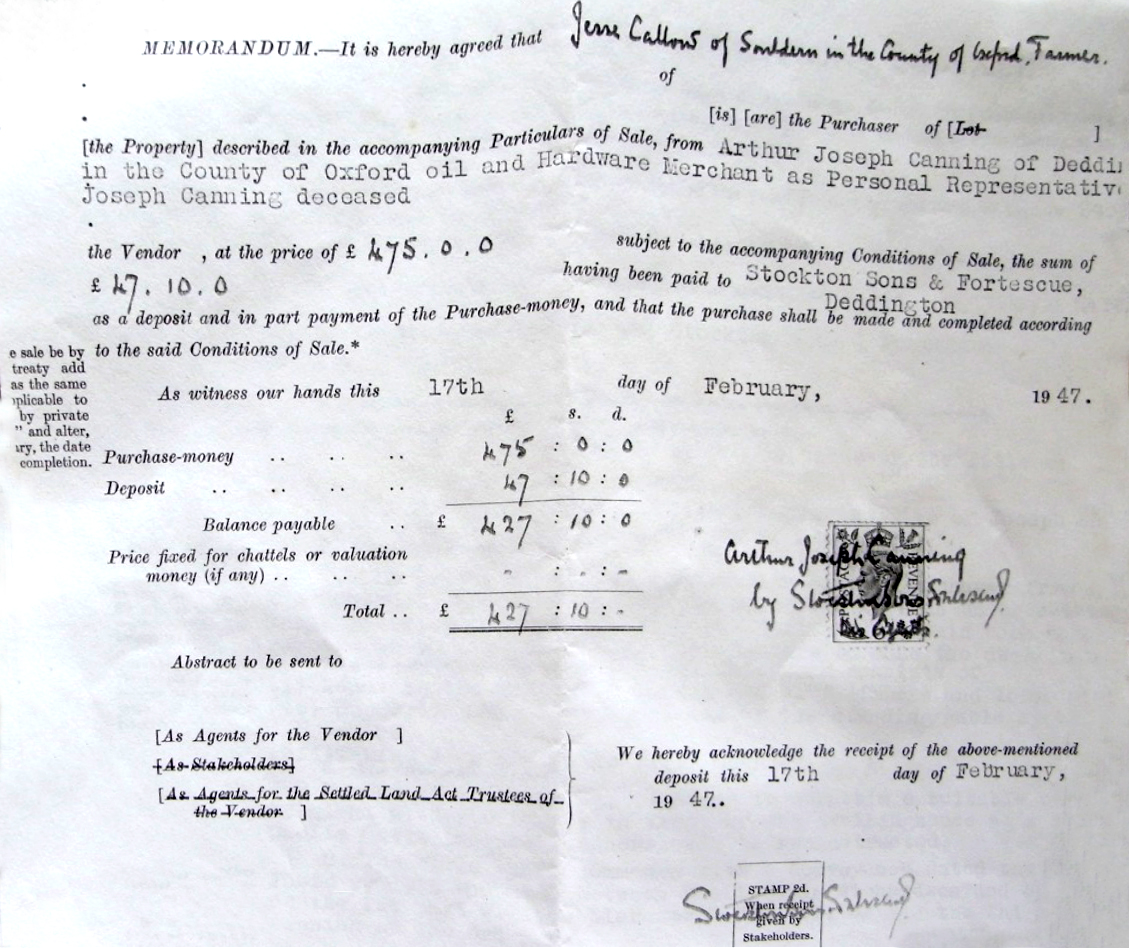 MEMORANDUM.—It is hereby agreed that Jesse Callow of Souldern in the County of Oxford, Farmer.
of
[is] [are] the Purchaser of [Lot ]
[the Property] described in the accompanying Particulars of Sale, from Arthur Joseph Canning of Deddi
in the County of Oxford oil and Hardware Merchant as Personal Representativ
Joseph Canning deceased
the Vendor , at the price of £ 475.0.0 subject to the accompanying Conditions of Sale, the sum of
£ 47.10.0 having been paid to Stockton Sons & Fortescue,
Deddington
as a deposit and in part payment of the Purchase-money, and that the purchase shall be made and completed according
to the said Conditions of Sale.*
e sale be by
treaty add
as the same
plicable to
by private
" and alter,
ry, the date
completion.
As witness our hands this 17th day of February, 1947.
£ s. d.
Purchase-money .. .. .. 475 : 0 : 0
Deposit .. .. .. .. 47 : 10 : 0
Balance payable .. £ 427 : 10 : 0
Price fixed for chattels or valuation
money (if any) .. .. .. - : - : -
Total .. £ 427 : 10 : -
Arthur Joseph Canning
by
REVENUE
Abstract to be sent to
[As Agents for the Vendor ]
[As Stakeholders]
[As Agents for the Settled Land Act Trustees of
the Vendor ]
We hereby acknowledge the receipt of the above-mentioned
deposit this 17th day of February,
19 47..
STAMP 2d.
When receipt
given by
Stakeholders.